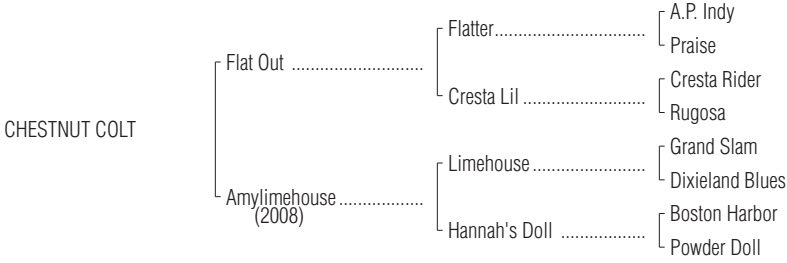 A.P. Indy
Flatter..............................
Praise
Flat Out ..........................
Cresta Rider
Cresta Lil ........................
Rugosa
CHESTNUT COLT
Grand Slam
Limehouse......................
Dixieland Blues
Amylimehouse................
(2008)
Boston Harbor
Hannah's Doll ................
Powder Doll